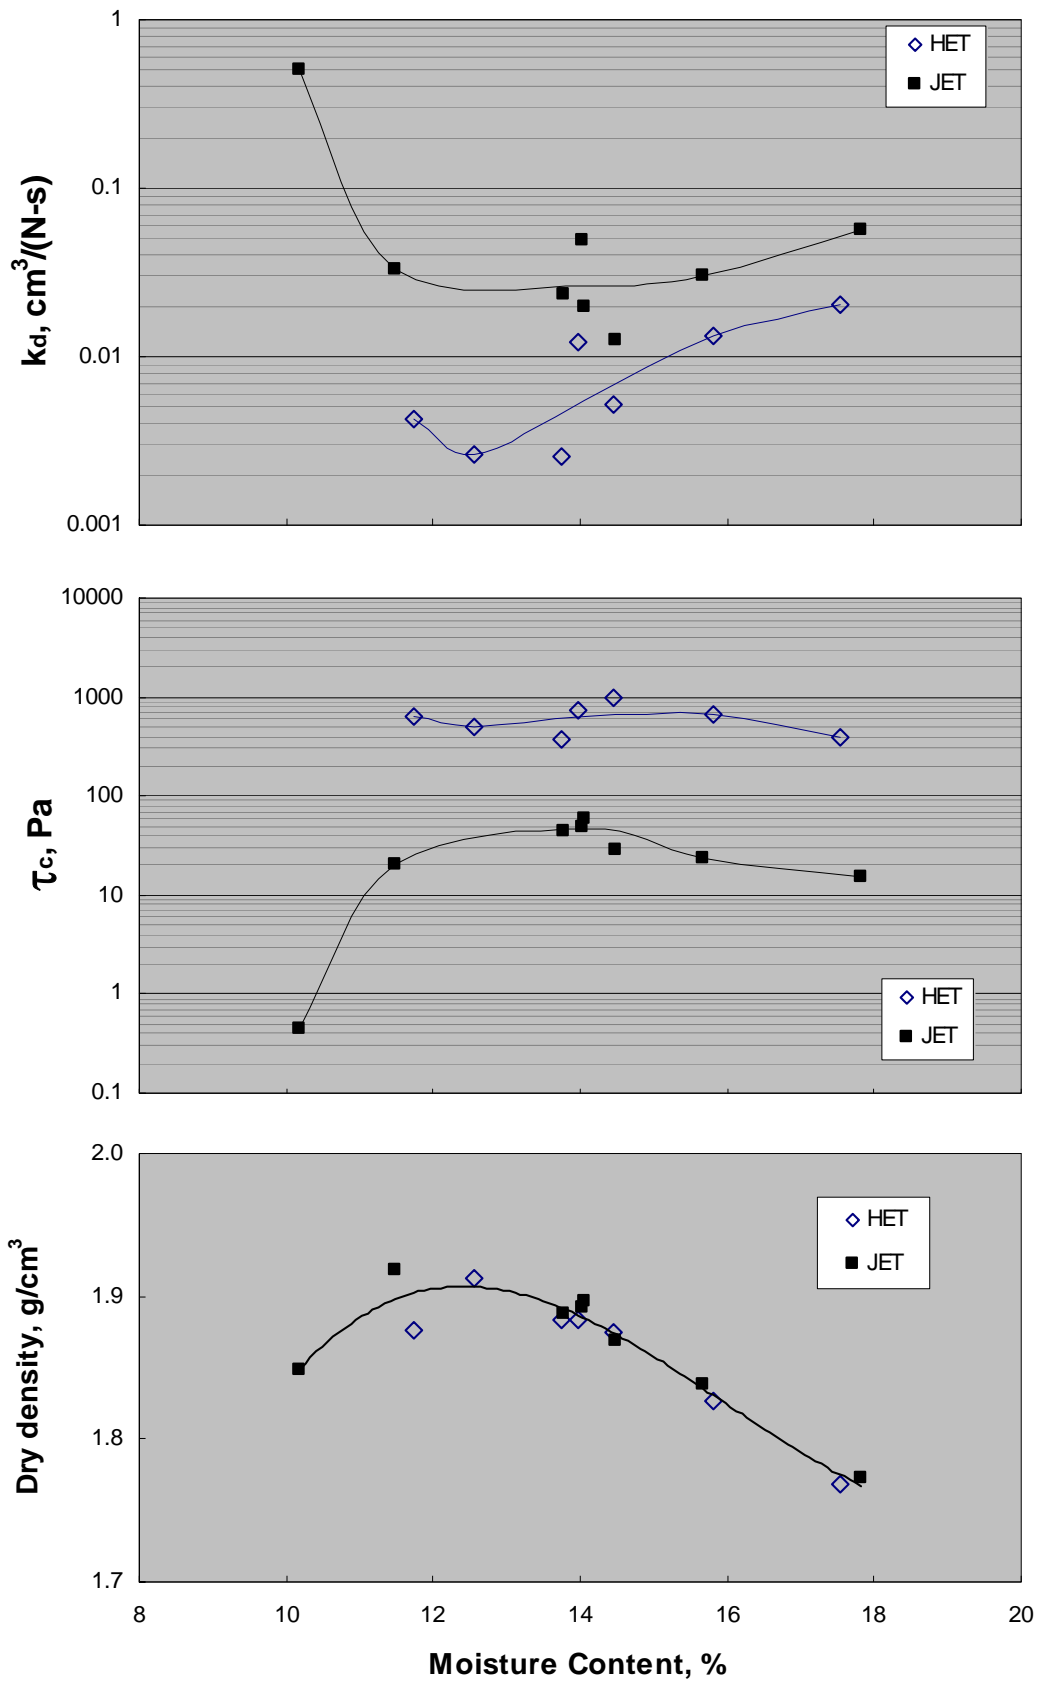 1
0.1
0.01
0.001
kd, cm³/(N-s)
HET
JET
10000
1000
100
10
1
0.1
τc, Pa
HET
JET
2.0
1.9
1.8
1.7
Dry density, g/cm³
HET
JET
8 10 12 14 16 18 20
Moisture Content, %